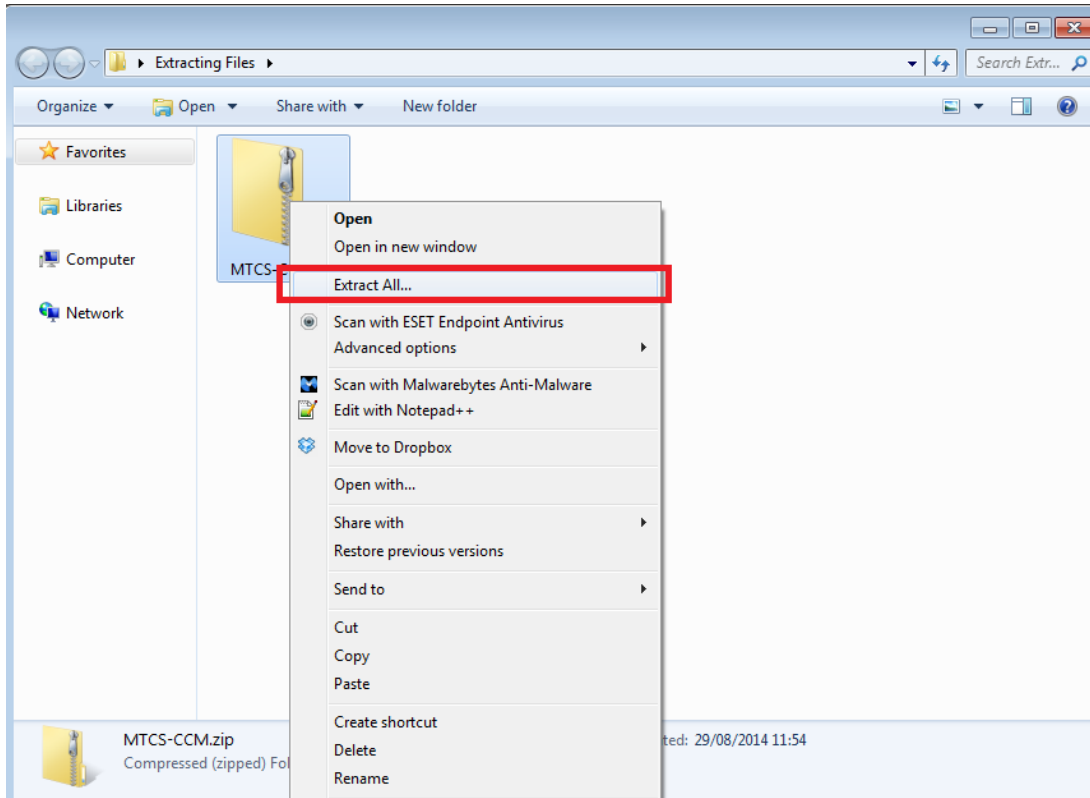 Extracting Files
Search Extr...
Organize
Open
Share with
New folder
Favorites
Libraries
Computer
Network
MTCS-
Open
Open in new window
Extract All...
Scan with ESET Endpoint Antivirus
Advanced options
Scan with Malwarebytes Anti-Malware
Edit with Notepad++
Move to Dropbox
Open with...
Share with
Restore previous versions
Send to
Cut
Copy
Paste
Create shortcut
Delete
Rename
MTCS-CCM.zip
29/08/2014 11:54
Compressed (zipped)